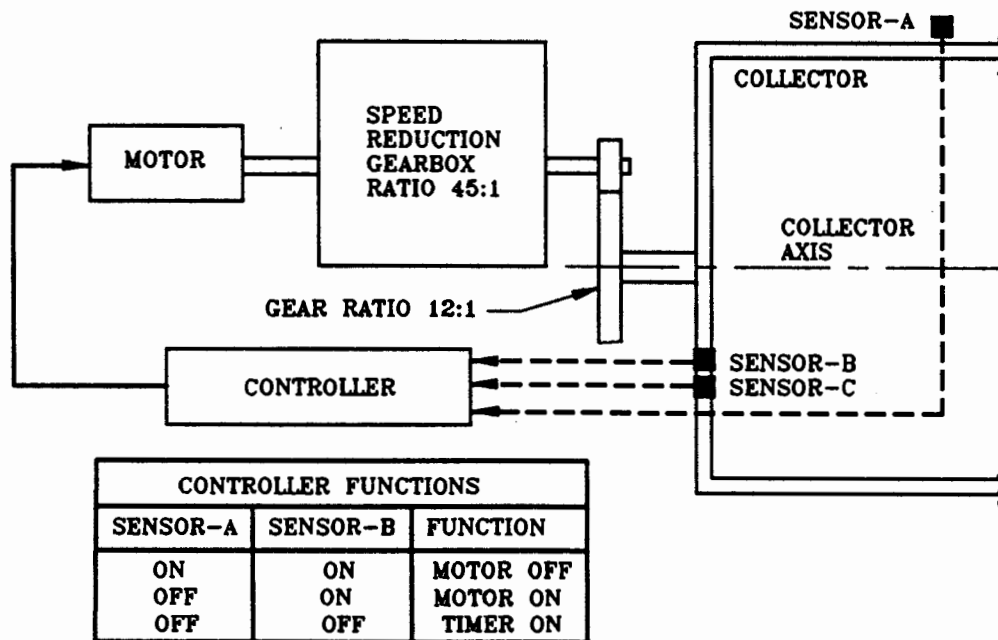 SENSOR-A
COLLECTOR
SPEED
REDUCTION
GEARBOX
RATIO 45:1
MOTOR
COLLECTOR
AXIS
GEAR RATIO 12:1
SENSOR-B
SENSOR-C
CONTROLLER
CONTROLLER FUNCTIONS
SENSOR-A SENSOR-B FUNCTION
ON ON MOTOR OFF
OFF ON MOTOR ON
OFF OFF TIMER ON